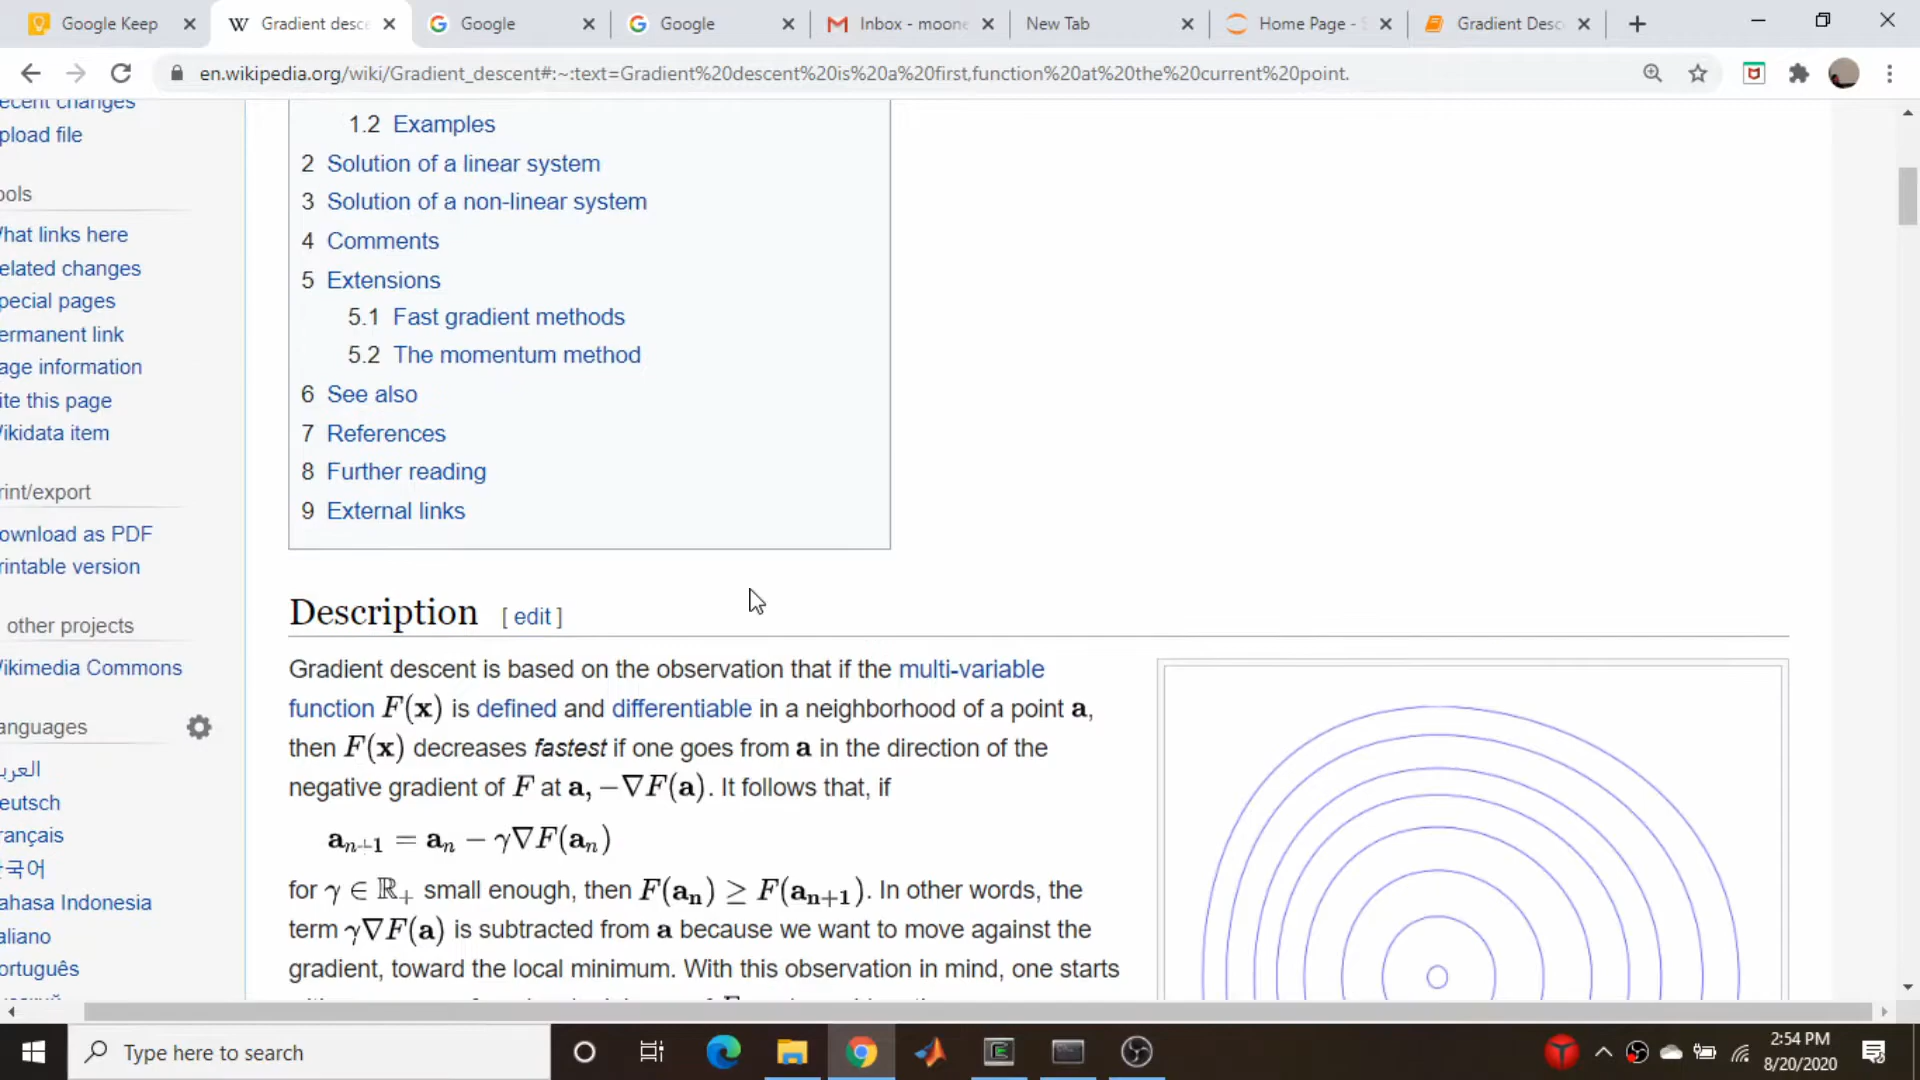 Google Keep
Gradient desce
Google
Google
Inbox - moone
New Tab
Home Page - S
Gradient Desc
en.wikipedia.org/wiki/Gradient_descent#:~:text=Gradient%20descent%20is%20a%20first,function%20at%20the%20current%20point.
ecent changes
pload file
ools
hat links here
elated changes
pecial pages
ermanent link
age information
ite this page
ikidata item
rint/export
ownload as PDF
rintable version
other projects
ikimedia Commons
anguages
العرب
eutsch
rançais
한국어
ahasa Indonesia
aliano
ortuguês
1.2 Examples
2 Solution of a linear system
3 Solution of a non-linear system
4 Comments
5 Extensions
5.1 Fast gradient methods
5.2 The momentum method
6 See also
7 References
8 Further reading
9 External links
Description [ edit ]
Gradient descent is based on the observation that if the multi-variable
function F(x) is defined and differentiable in a neighborhood of a point a,
then F(x) decreases fastest if one goes from a in the direction of the
negative gradient of F at a, −∇F(a). It follows that, if
aₙ₊₁ = aₙ − γ∇F(aₙ)
for γ ∈ ℝ₊ small enough, then F(aₙ) ≥ F(aₙ₊₁). In other words, the
term γ∇F(a) is subtracted from a because we want to move against the
gradient, toward the local minimum. With this observation in mind, one starts
Type here to search
2:54 PM
8/20/2020